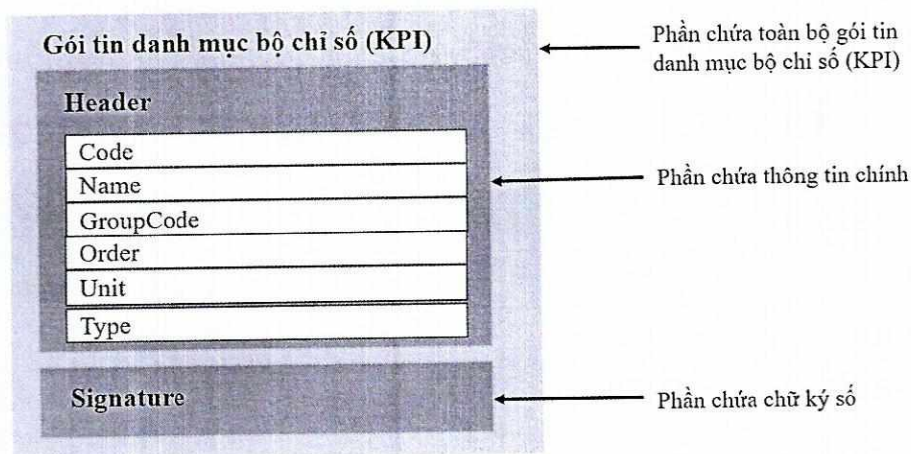 Gói tin danh mục bộ chỉ số (KPI)
Header
Code
Name
GroupCode
Order
Unit
Type
Signature
Phần chứa toàn bộ gói tin
danh mục bộ chỉ số (KPI)
Phần chứa thông tin chính
Phần chứa chữ ký số